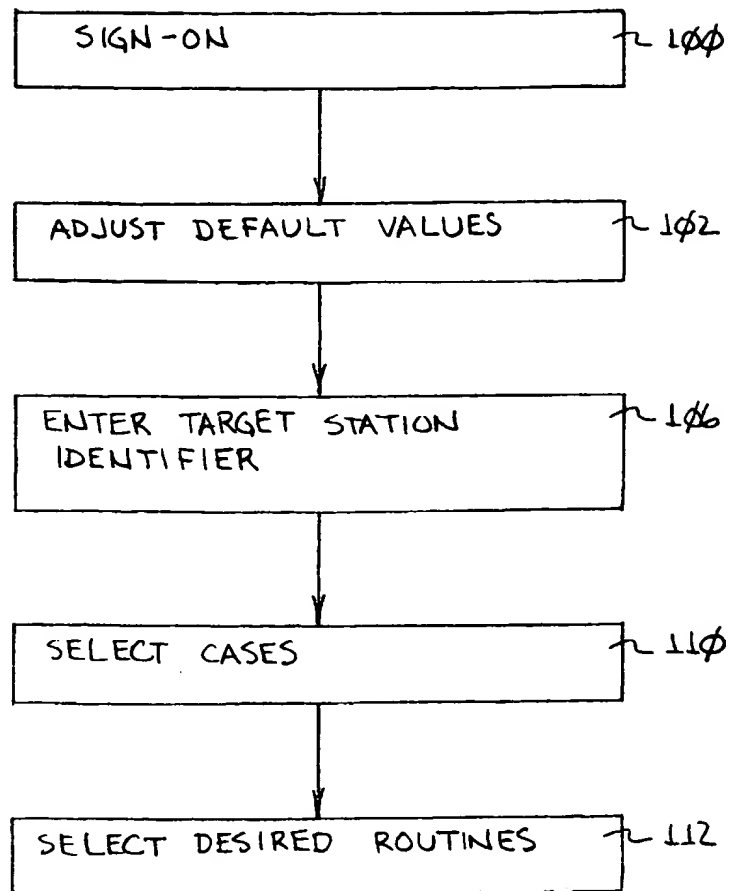 SIGN-ON 100
ADJUST DEFAULT VALUES 102
ENTER TARGET STATION 106
IDENTIFIER
SELECT CASES 110
SELECT DESIRED ROUTINES 112